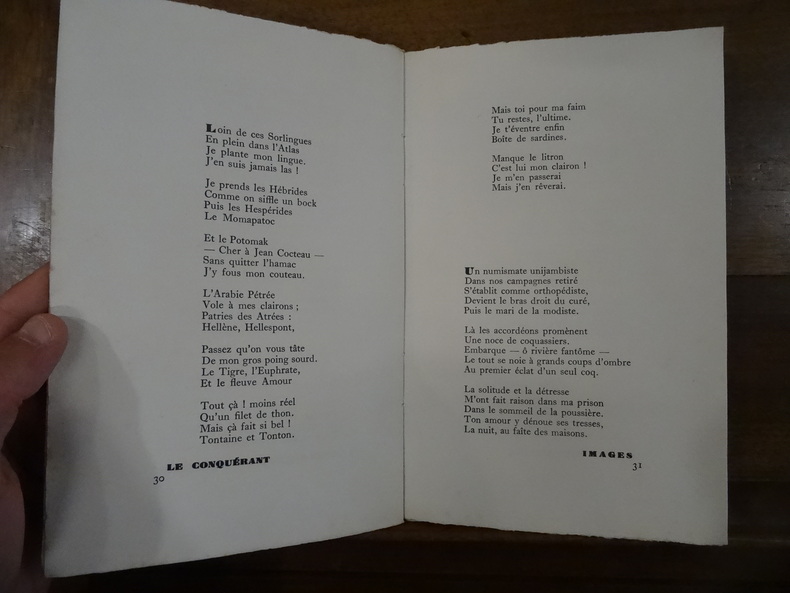 Loin de ces Sorlingues
En plein dans l'Atlas
Je plante mon lingue.
J'en suis jamais las !
Je prends les Hébrides
Comme on siffle un bock
Puis les Hespérides
Le Momapatoc
Et le Potomak
— Cher à Jean Cocteau —
Sans quitter l'hamac
J'y fous mon couteau.
L'Arabie Pétrée
Vole à mes clairons ;
Patries des Atrées :
Hellène, Hellespont,
Passez qu'on vous tâte
De mon gros poing sourd.
Le Tigre, l'Euphrate,
Et le fleuve Amour
Tout çà ! moins réel
Qu'un filet de thon.
Mais çà fait si bel !
Tontaine et Tonton.
LE CONQUÉRANT
30
Mais toi pour ma faim
Tu restes, l'ultime.
Je t'éventre enfin
Boîte de sardines.
Manque le litron
C'est lui mon clairon !
Je m'en passerai
Mais j'en rêverai.
Un numismate unijambiste
Dans nos campagnes retiré
S'établit comme orthopédiste,
Devient le bras droit du curé,
Puis le mari de la modiste.
Là les accordéons promènent
Une noce de coquassiers.
Embarque — ô rivière fantôme —
Le tout se noie à grands coups d'ombre
Au premier éclat d'un seul coq.
La solitude et la détresse
M'ont fait raison dans ma prison
Dans le sommeil de la poussière.
Ton amour y dénoue ses tresses,
La nuit, au faîte des maisons.
IMAGES
31